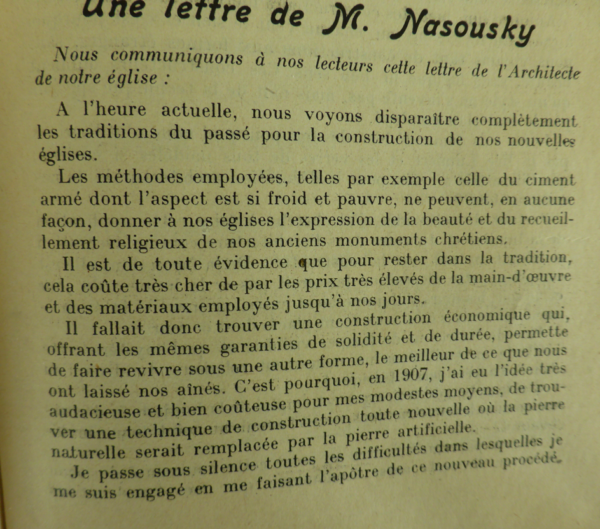 Une lettre de M. Nasousky
Nous communiquons à nos lecteurs cette lettre de l'Architecte
de notre église :
A l'heure actuelle, nous voyons disparaître complètement
les traditions du passé pour la construction de nos nouvelles
églises.
Les méthodes employées, telles par exemple celle du ciment
armé dont l'aspect est si froid et pauvre, ne peuvent, en aucune
façon, donner à nos églises l'expression de la beauté et du recueil-
lement religieux de nos anciens monuments chrétiens.
Il est de toute évidence que pour rester dans la tradition,
cela coûte très cher de par les prix très élevés de la main-d'œuvre
et des matériaux employés jusqu'à nos jours.
Il fallait donc trouver une construction économique qui,
offrant les mêmes garanties de solidité et de durée, permette
de faire revivre sous une autre forme, le meilleur de ce que nous
ont laissé nos aînés. C'est pourquoi, en 1907, j'ai eu l'idée très
audacieuse et bien coûteuse pour mes modestes moyens, de trou-
ver une technique de construction toute nouvelle où la pierre
naturelle serait remplacée par la pierre artificielle.
Je passe sous silence toutes les difficultés dans lesquelles je
me suis engagé en me faisant l'apôtre de ce nouveau procédé.